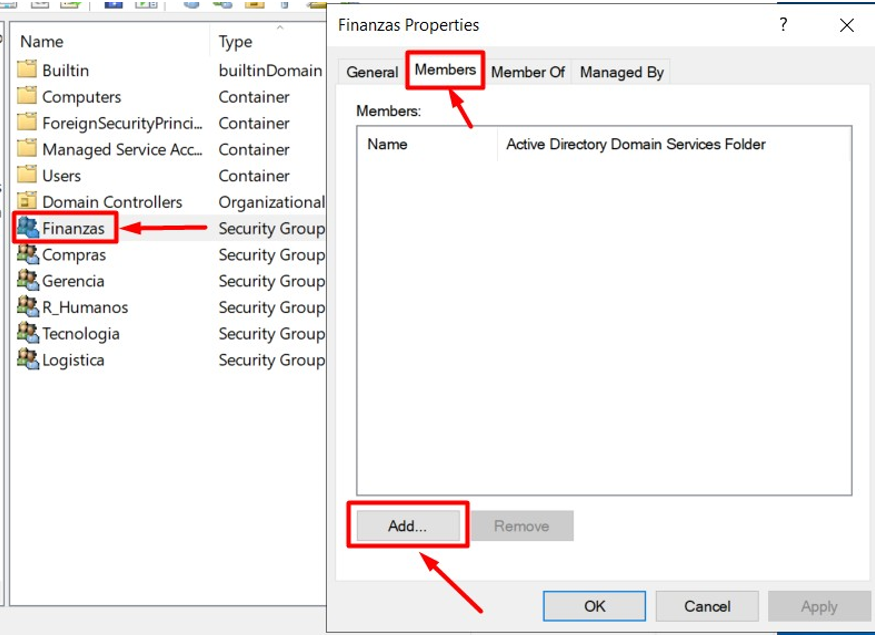 Finanzas Properties
?
Name Type
Builtin builtinDomain
Computers Container
ForeignSecurityPrinci... Container
Managed Service Acc... Container
Users Container
Domain Controllers Organizational
Finanzas Security Group
Compras Security Group
Gerencia Security Group
R_Humanos Security Group
Tecnologia Security Group
Logistica Security Group
General Members Member Of Managed By
Members:
Name Active Directory Domain Services Folder
Add... Remove
OK Cancel Apply